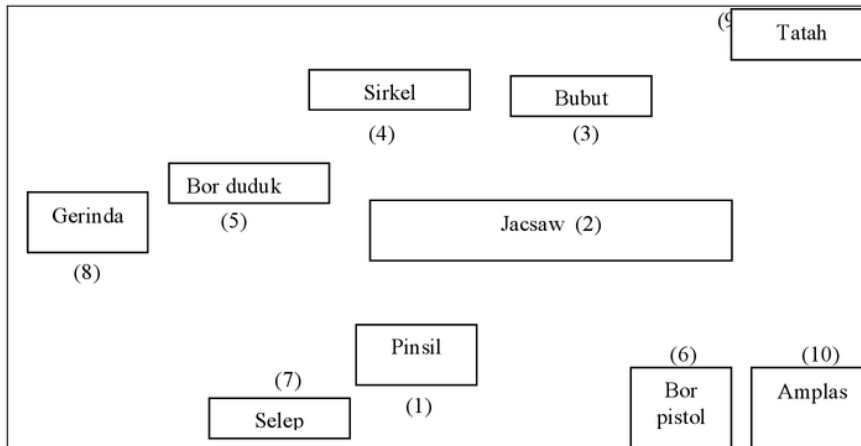 (9
Tatah
Sirkel
Bubut
(4)
(3)
Bor duduk
Gerinda
(5)
Jacsaw (2)
(8)
Pinsil
(6)
(10)
(7)
Bor
pistol
Amplas
Selep
(1)